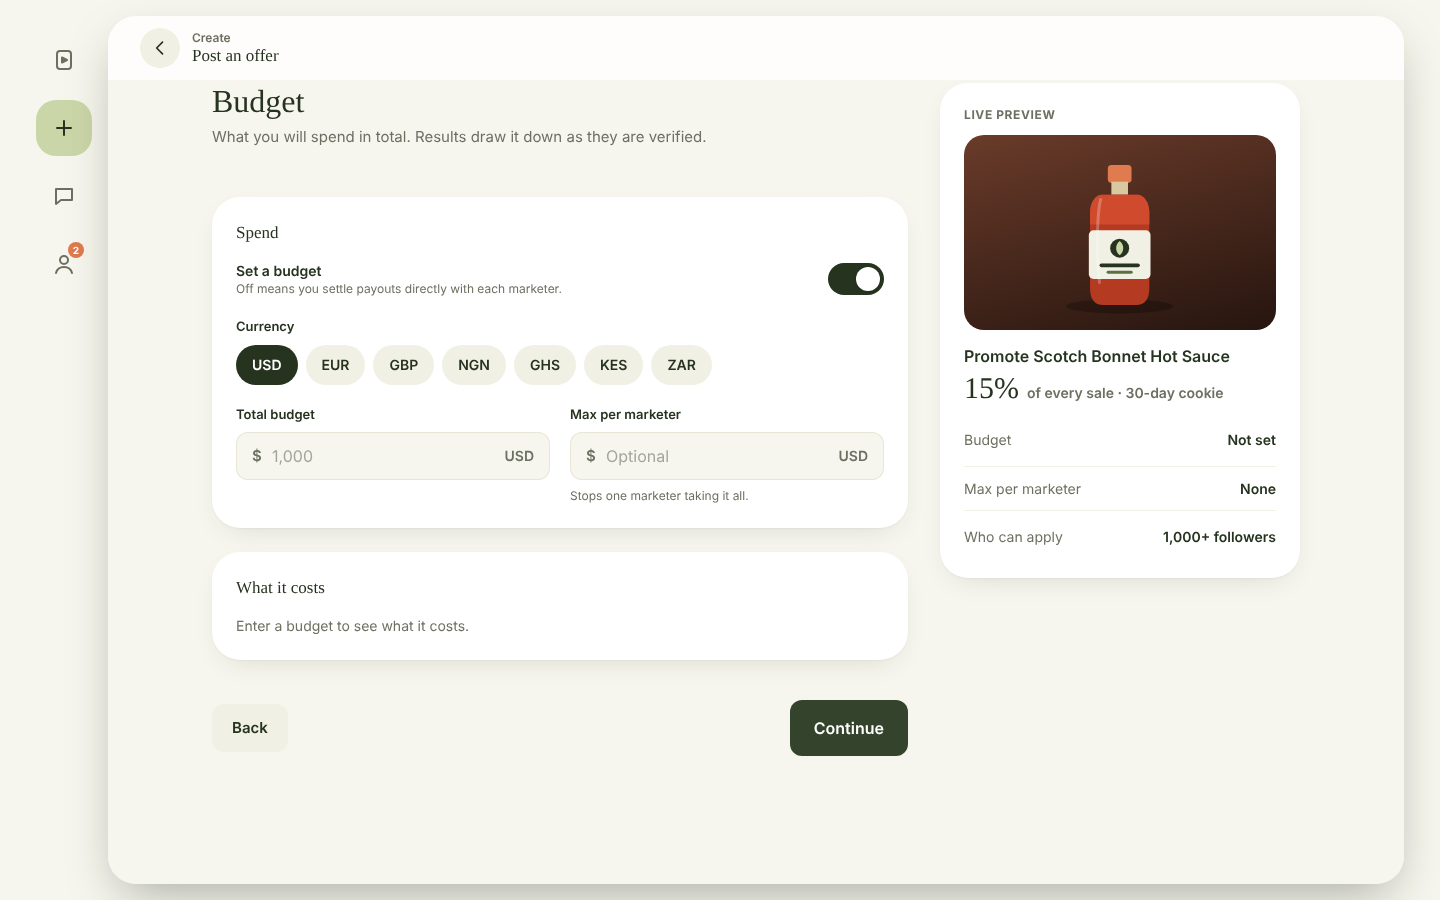 Create
Post an offer
2
Budget
What you will spend in total. Results draw it down as they are verified.
Spend
Set a budget
Off means you settle payouts directly with each marketer.
Currency
USD EUR GBP NGN GHS KES ZAR
Total budget Max per marketer
$ 1,000 USD $ Optional USD
Stops one marketer taking it all.
What it costs
Enter a budget to see what it costs.
Back Continue
LIVE PREVIEW
Promote Scotch Bonnet Hot Sauce
15% of every sale · 30-day cookie
Budget Not set
Max per marketer None
Who can apply 1,000+ followers